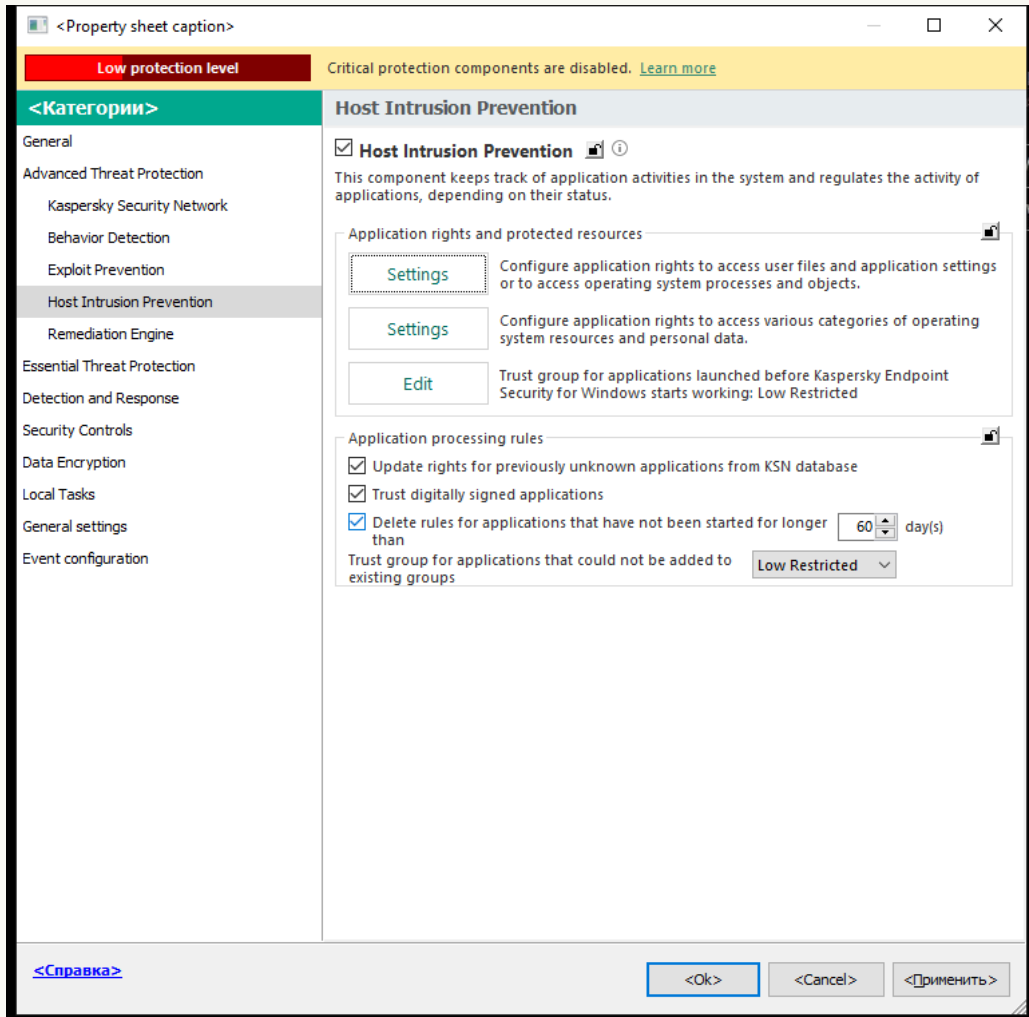 <Property sheet caption>
Low protection level
Critical protection components are disabled. Learn more
<Категории>
General
Advanced Threat Protection
Kaspersky Security Network
Behavior Detection
Exploit Prevention
Host Intrusion Prevention
Remediation Engine
Essential Threat Protection
Detection and Response
Security Controls
Data Encryption
Local Tasks
General settings
Event configuration
Host Intrusion Prevention
Host Intrusion Prevention
This component keeps track of application activities in the system and regulates the activity of
applications, depending on their status.
Application rights and protected resources
Settings
Configure application rights to access user files and application settings
or to access operating system processes and objects.
Settings
Configure application rights to access various categories of operating
system resources and personal data.
Edit
Trust group for applications launched before Kaspersky Endpoint
Security for Windows starts working: Low Restricted
Application processing rules
Update rights for previously unknown applications from KSN database
Trust digitally signed applications
Delete rules for applications that have not been started for longer
than
60 day(s)
Trust group for applications that could not be added to
existing groups
Low Restricted
<Справка>
<Ok>
<Cancel>
<Применить>